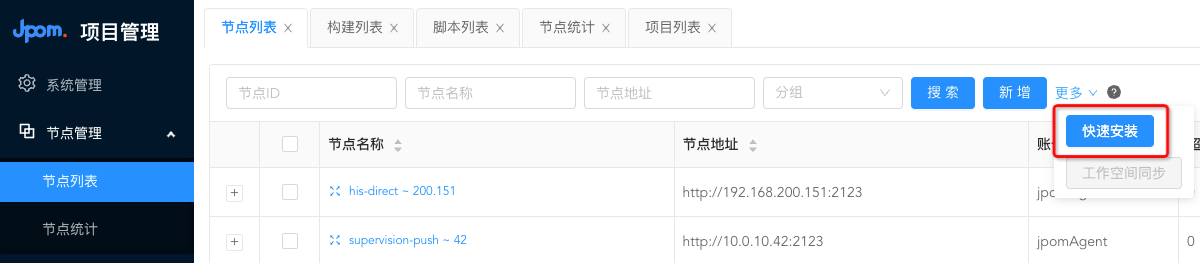 Jpom. 项目管理
节点列表 构建列表 脚本列表 节点统计 项目列表
系统管理
节点ID 节点名称 节点地址 分组 搜 索 新 增 更多
节点管理
快速安装
节点名称 节点地址
节点列表
工作空间同步
his-direct ~ 200.151 http://192.168.200.151:2123
节点统计
supervision-push ~ 42 http://10.0.10.42:2123 jpomAgent 0